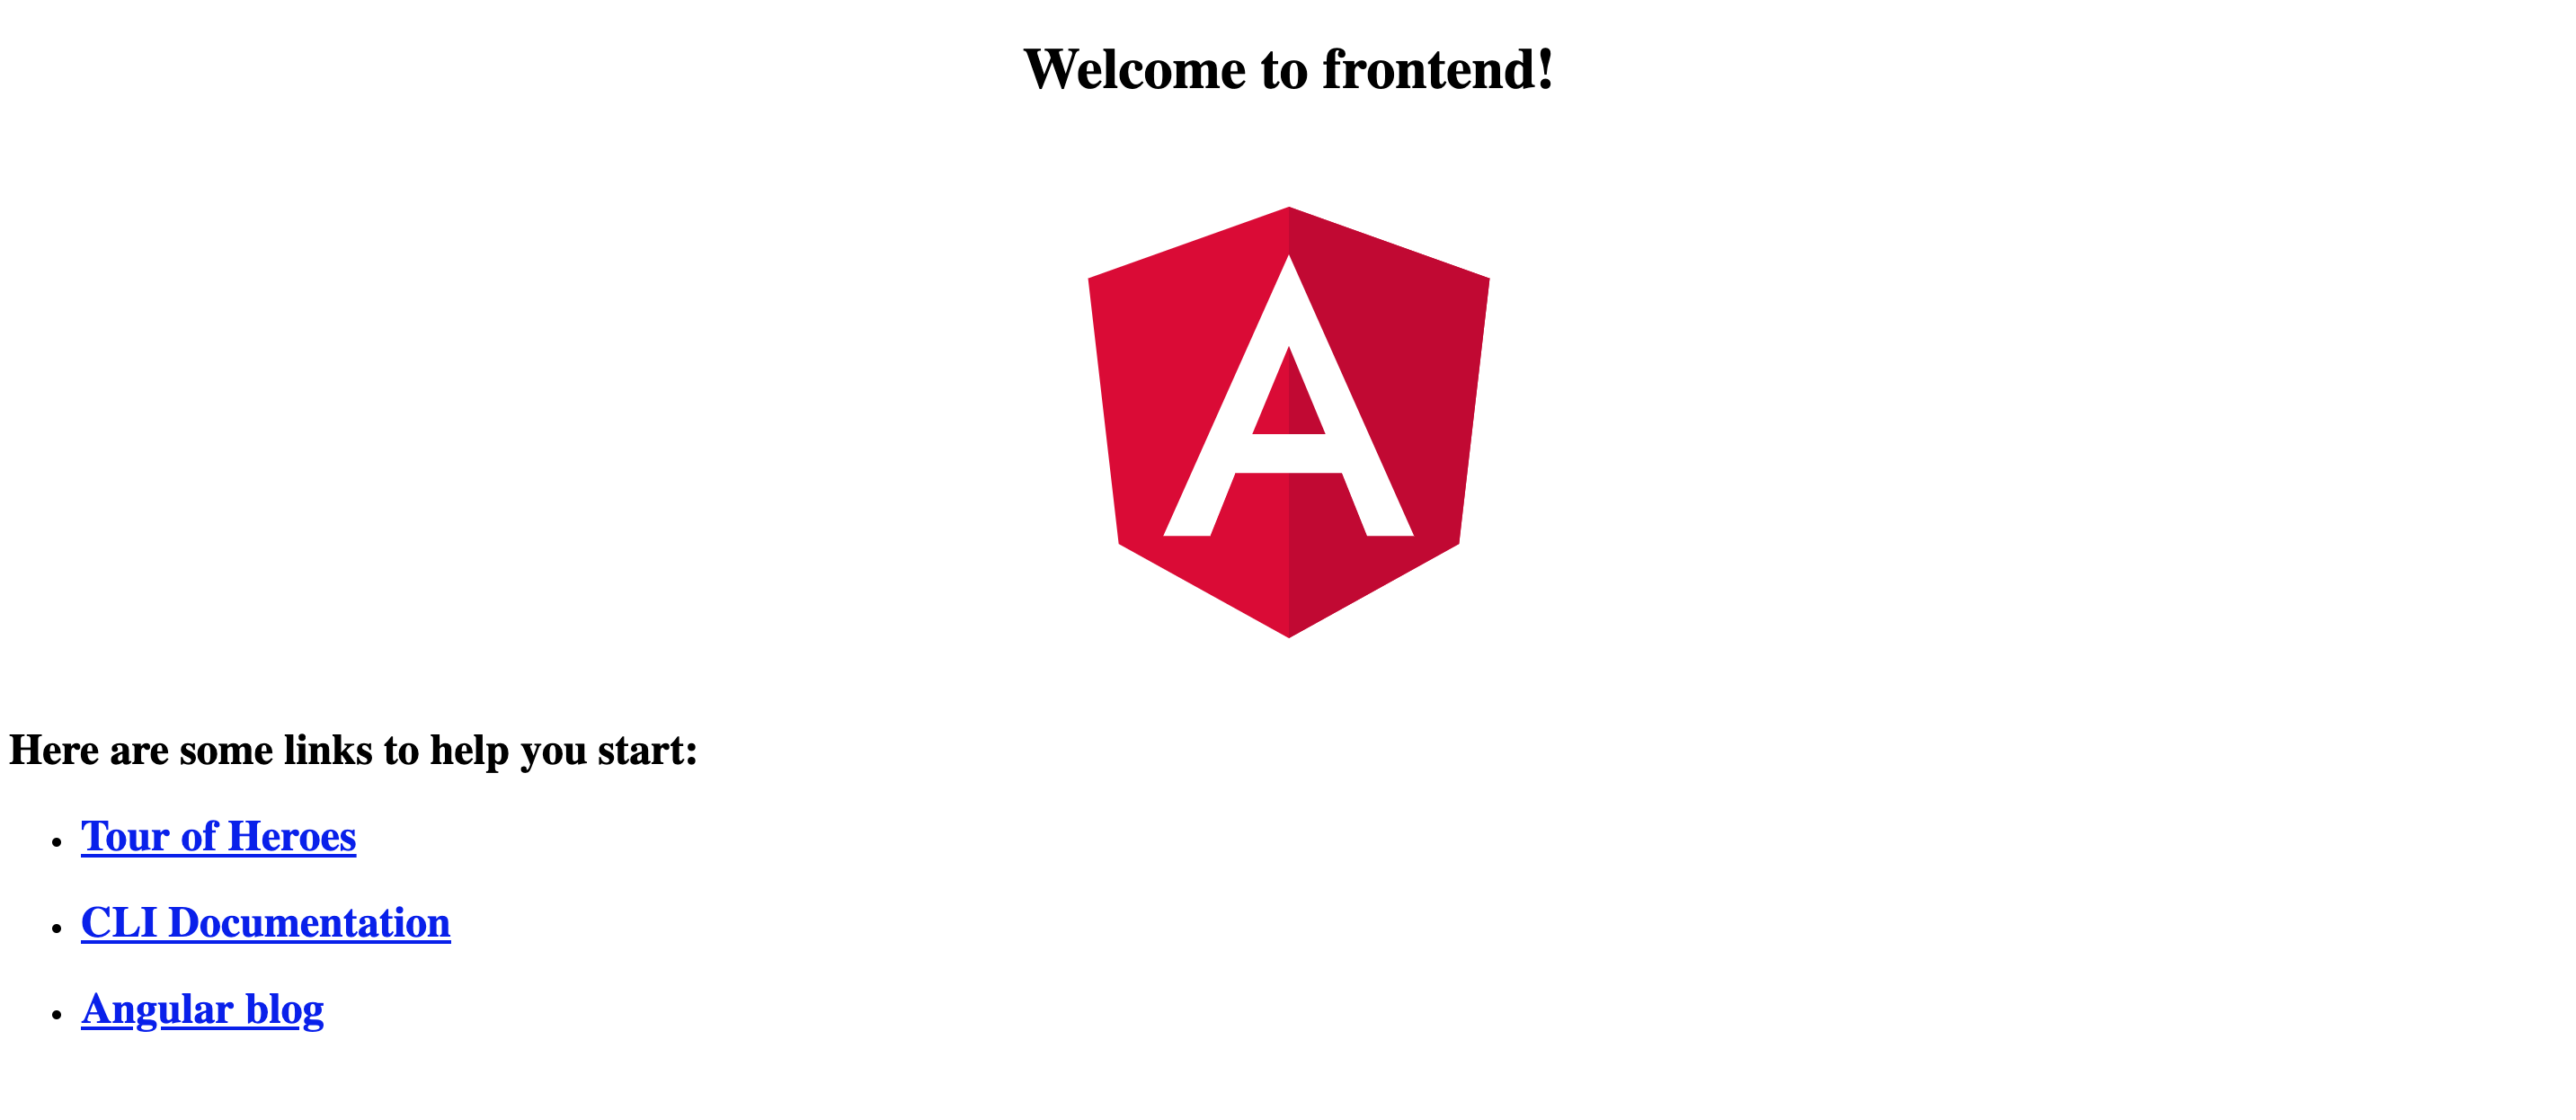 Welcome to frontend!
A
Here are some links to help you start:
Tour of Heroes
CLI Documentation
Angular blog